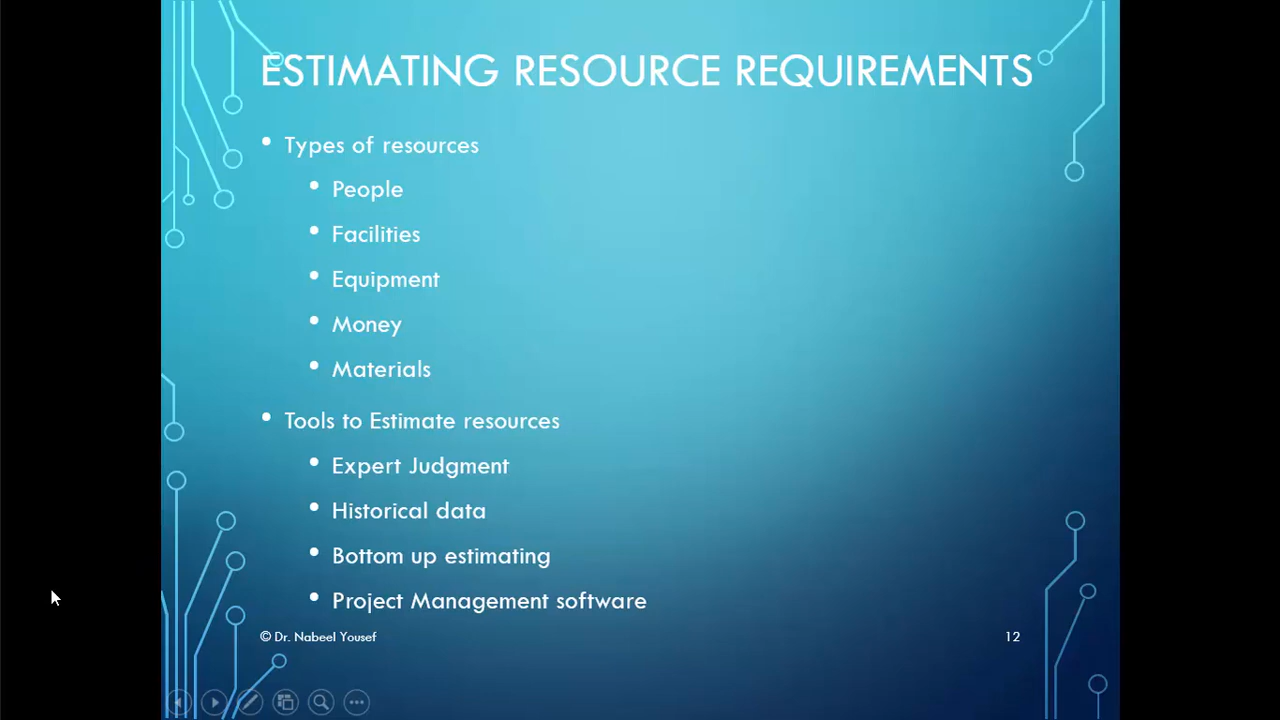 ESTIMATING RESOURCE REQUIREMENTS
• Types of resources
• People
• Facilities
• Equipment
• Money
• Materials
• Tools to Estimate resources
• Expert Judgment
• Historical data
• Bottom up estimating
• Project Management software
© Dr. Nabeel Yousef
12